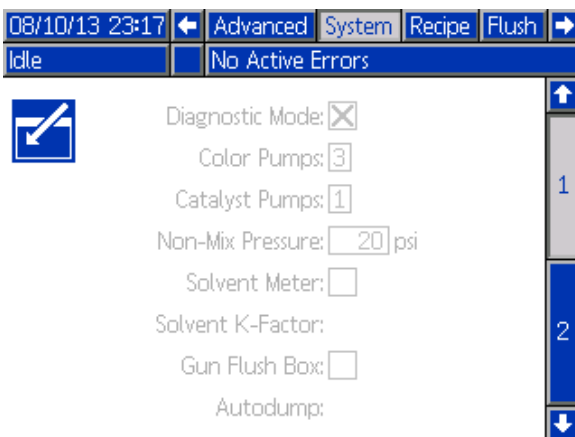 08/10/13 23:17 Advanced System Recipe Flush
Idle No Active Errors
Diagnostic Mode:
Color Pumps: 3
1
Catalyst Pumps: 1
Non-Mix Pressure: 20 psi
Solvent Meter:
Solvent K-Factor:
2
Gun Flush Box:
Autodump: